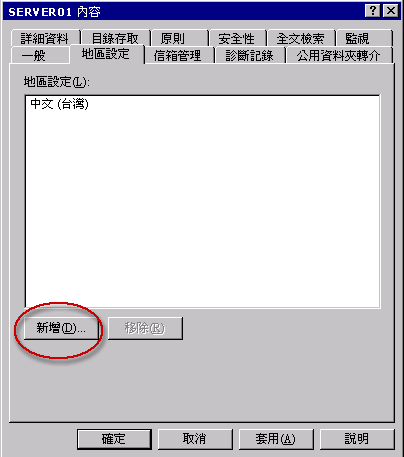 SERVER01 內容
詳細資料 目錄存取 原則 安全性 全文檢索 監視
一般 地區設定 信箱管理 診斷記錄 公用資料夾轉介
地區設定(L):
中文 (台灣)
新增(D)... 移除(R)
確定 取消 套用(A) 說明